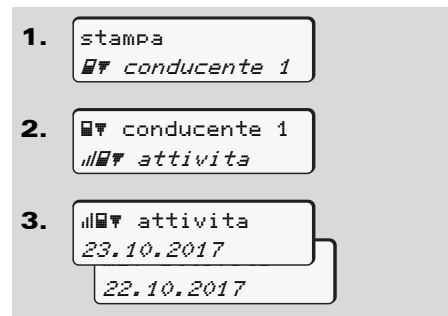 1.
stampa
conducente 1
2.
conducente 1
attivita
3.
attivita
23.10.2017
22.10.2017